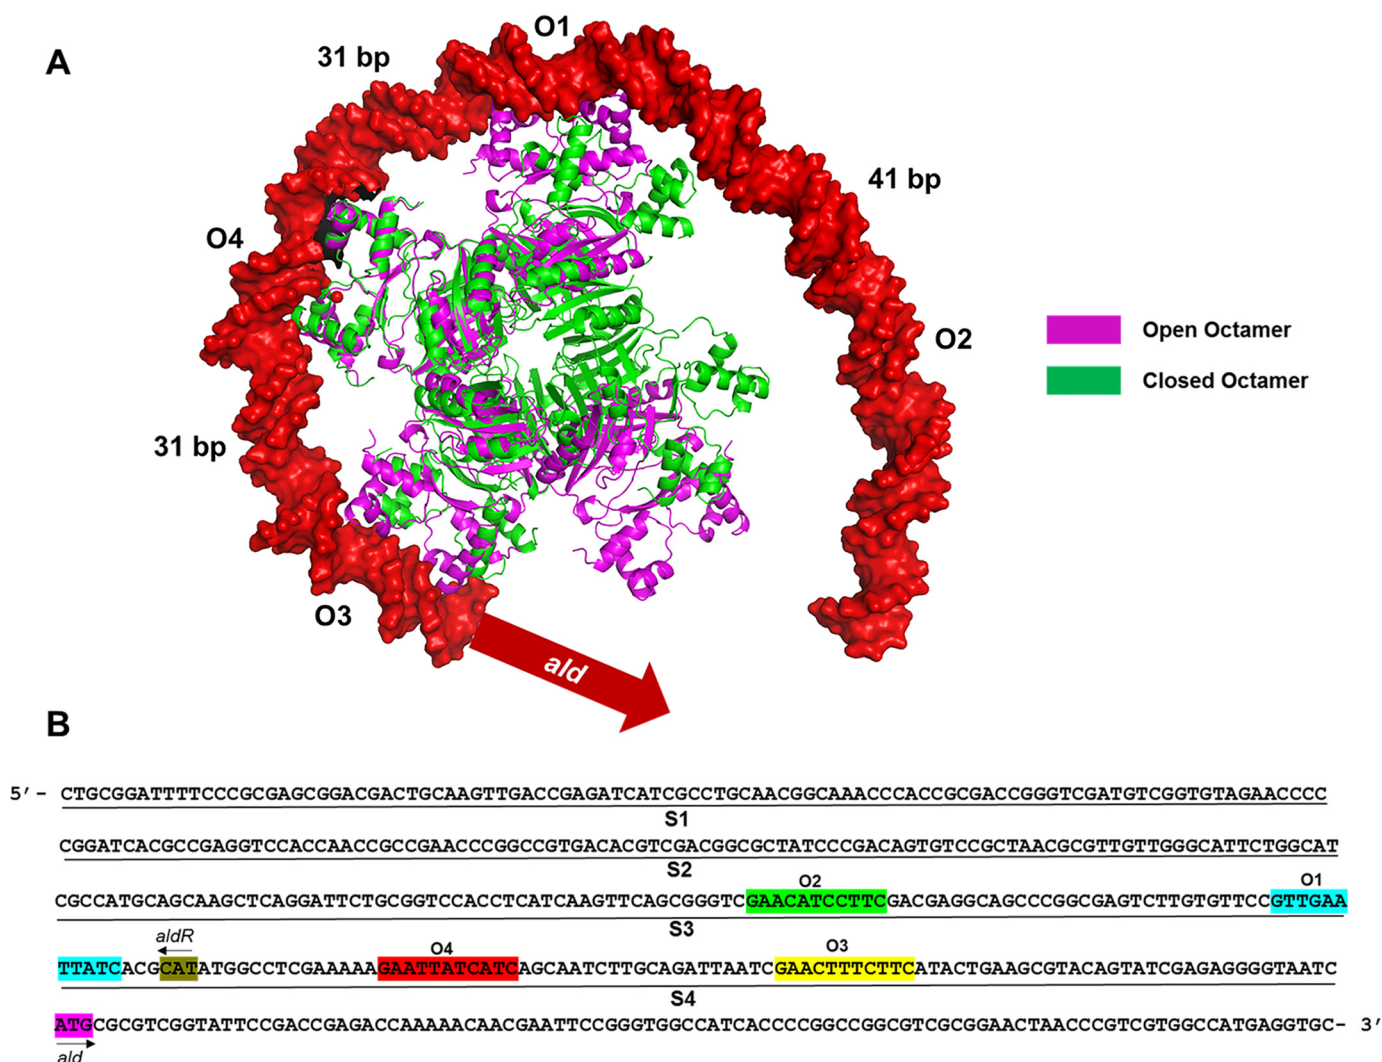 A
O1
31 bp
41 bp
O4
O2
Open Octamer
Closed Octamer
31 bp
O3
ald
B
5′- CTGCGGATTTTCCCGCGAGCGGACGACTGCAAGTTGACCGAGATCATCGCCTGCAACGGCAAACCCACCGCGACCGGGTCGATGTCGGTGTAGAACCCC
S1
CGGATCACGCCGAGGTCCACCAACCGCCGAACCCGGCCGTGACACGTCGACGGCGCTATCCCGACAGTGTCCGCTAACGCGTTGTTGGGCATTCTGGCAT
S2
O2 O1
CGCCATGCAGCAAGCTCAGGATTCTGCGGTCCACCTCATCAAGTTCAGCGGGTCGAACATCCTTCGACGAGGCAGCCCGGCGAGTCTTGTGTTCCGTTGAA
S3
aldR O4 O3
TTATCACGCATATGGCCTCGAAAAAGAATTATCATCAGCAATCTTGCAGATTAATCGAACTTTCTTCATACTGAAGCGTACAGTATCGAGAGGGGTAATC
S4
ATGCGCGTCGGTATTCCGACCGAGACCAAAAACAACGAATTCCGGGTGGCCATCACCCCGGCCGGCGTCGCGGAACTAACCCGTCGTGGCCATGAGGTGC- 3′
ald